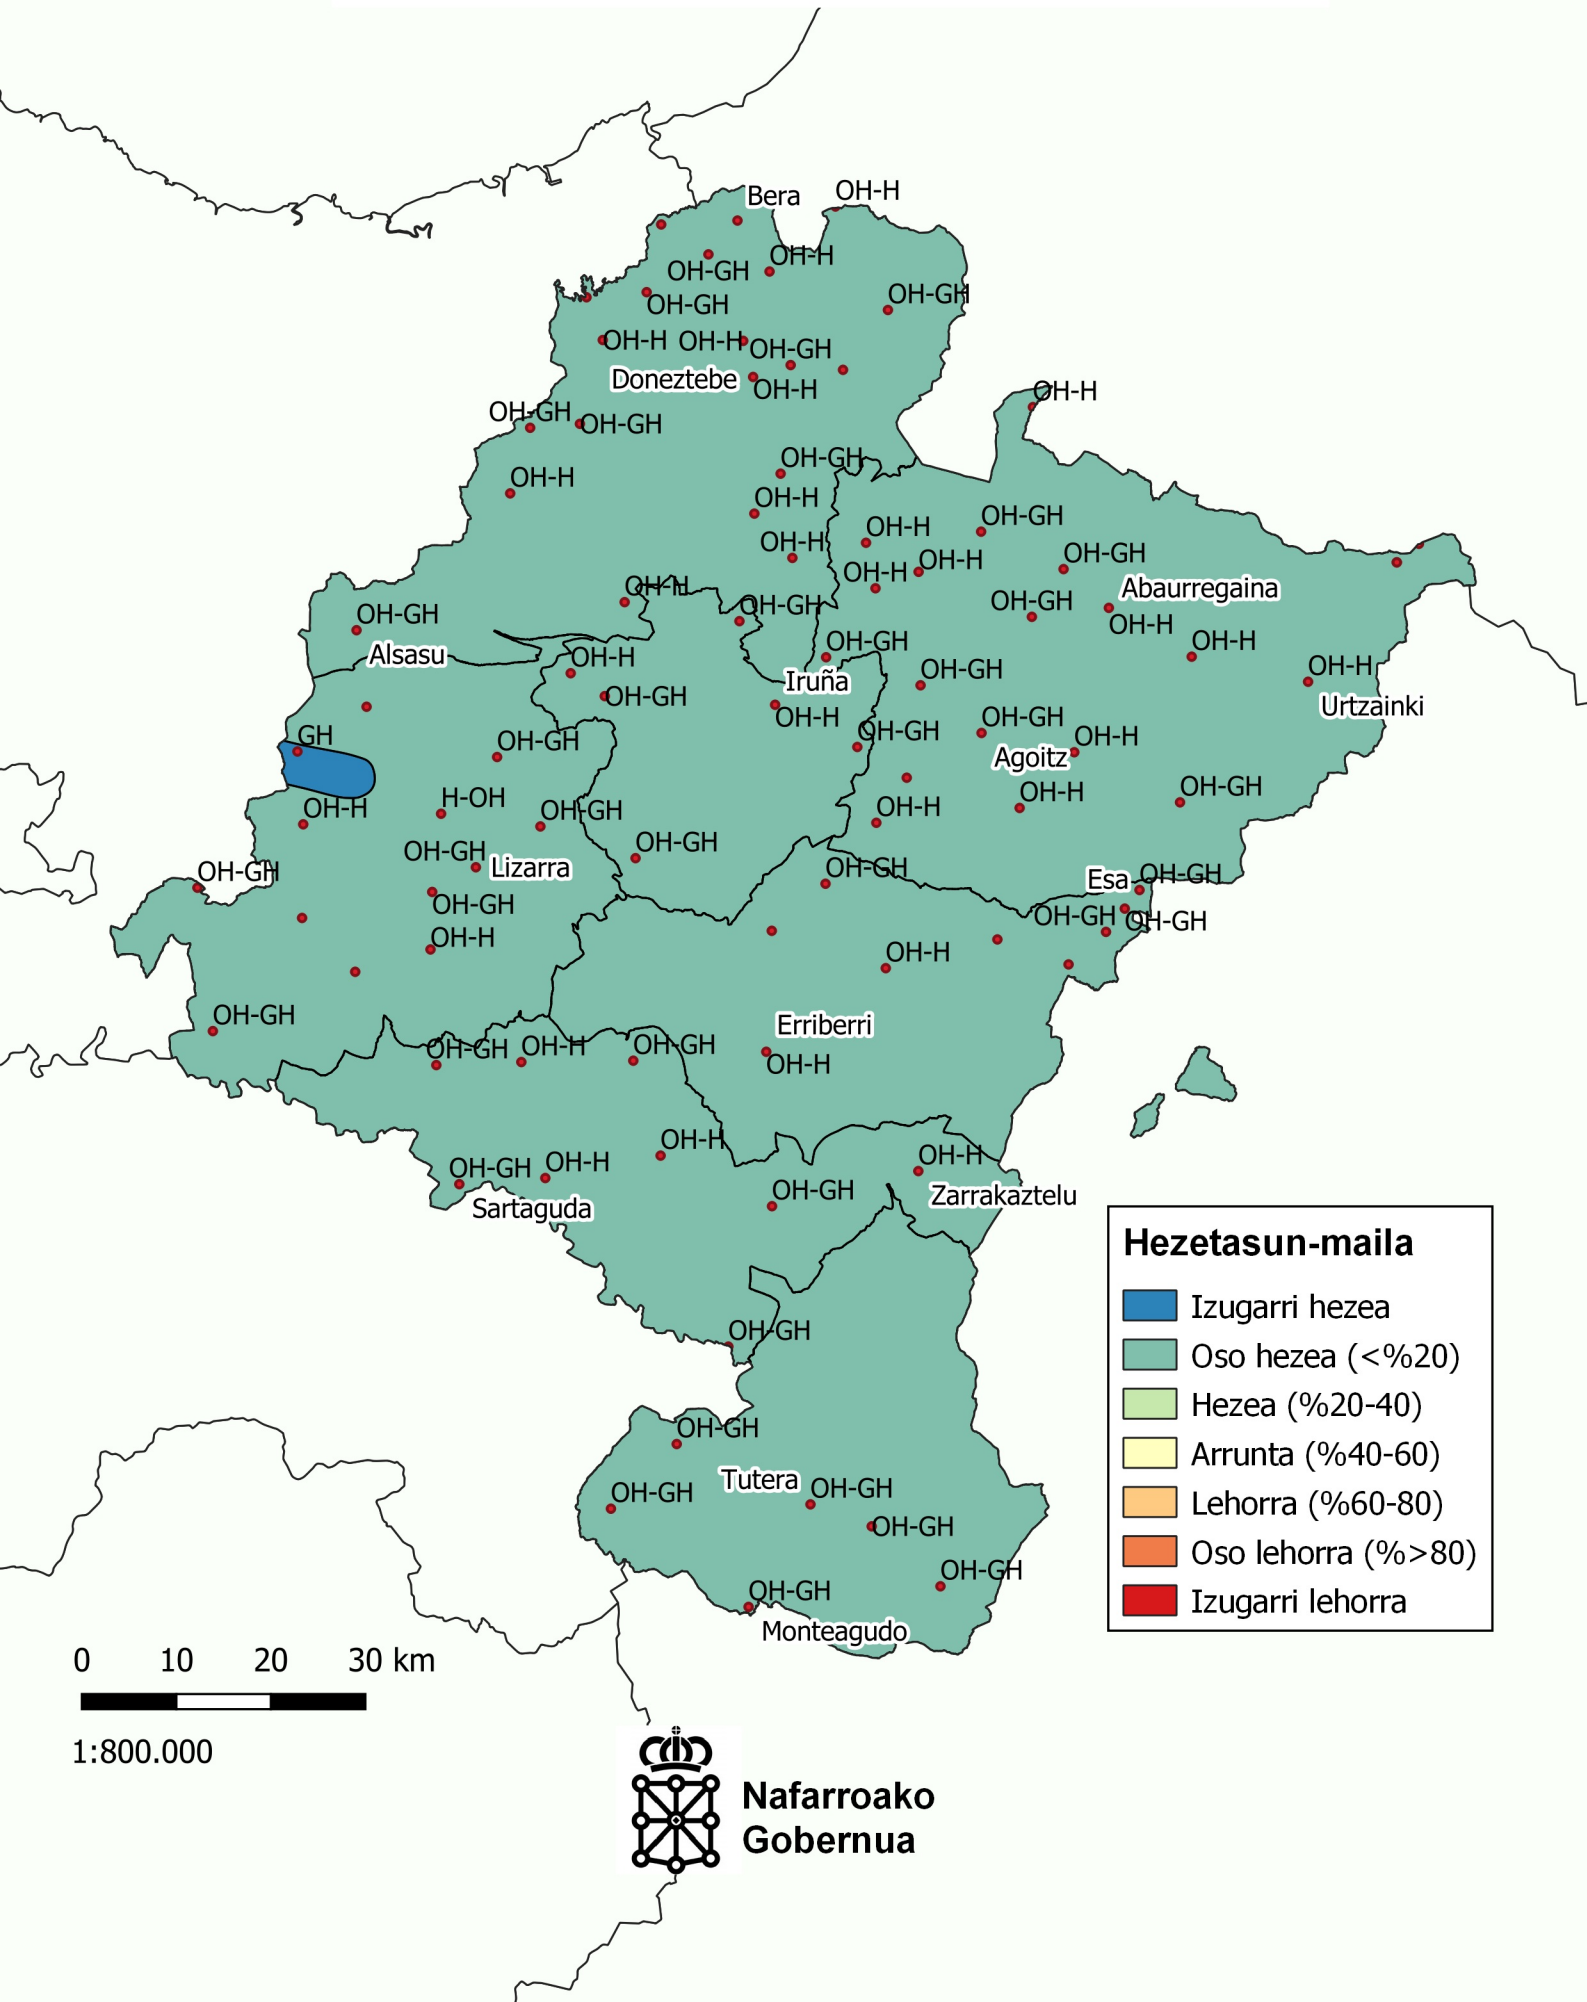 OH-H
Bera
OH-H
OH-GH
OH-GH
OH-GH
OH-H
OH-H
OH-GH
Doneztebe
OH-H
OH-H
OH-GH
OH-GH
OH-GH
OH-H
OH-H
OH-GH
OH-H
OH-H
OH-GH
OH-H
OH-H
Abaurregaina
OH-H
OH-GH
OH-GH
OH-GH
OH-H
OH-GH
OH-H
Alsasu
OH-H
OH-GH
OH-H
Iruña
OH-GH
Urtzainki
OH-H
OH-GH
GH
OH-GH
OH-GH
OH-H
Agoitz
OH-GH
H-OH
OH-H
OH-H
OH-GH
OH-H
OH-GH
OH-GH
Lizarra
OH-GH
OH-GH
Esa
OH-GH
OH-GH
OH-GH
OH-GH
OH-H
OH-H
OH-GH
Erriberri
OH-GH
OH-H
OH-GH
OH-H
OH-H
OH-H
OH-GH
OH-H
OH-GH
Zarrakaztelu
Sartaguda
OH-GH
OH-GH
Tutera
OH-GH
OH-GH
OH-GH
OH-GH
OH-GH
Monteagudo
Hezetasun-maila
Izugarri hezea
Oso hezea (<%20)
Hezea (%20-40)
Arrunta (%40-60)
Lehorra (%60-80)
Oso lehorra (%>80)
Izugarri lehorra
0 10 20 30 km
1:800.000
Nafarroako
Gobernua